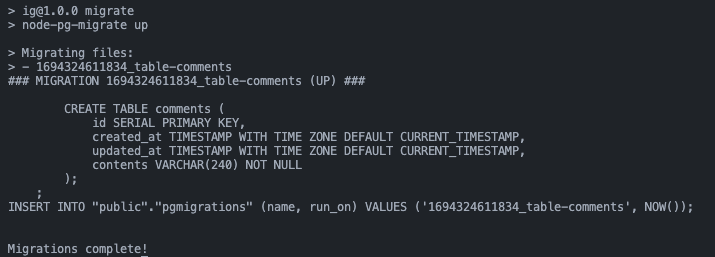 > ig@1.0.0 migrate
> node-pg-migrate up
> Migrating files:
> - 1694324611834_table-comments
### MIGRATION 1694324611834_table-comments (UP) ###
CREATE TABLE comments (
id SERIAL PRIMARY KEY,
created_at TIMESTAMP WITH TIME ZONE DEFAULT CURRENT_TIMESTAMP,
updated_at TIMESTAMP WITH TIME ZONE DEFAULT CURRENT_TIMESTAMP,
contents VARCHAR(240) NOT NULL
);
;
INSERT INTO "public"."pgmigrations" (name, run_on) VALUES ('1694324611834_table-comments', NOW());
Migrations complete!